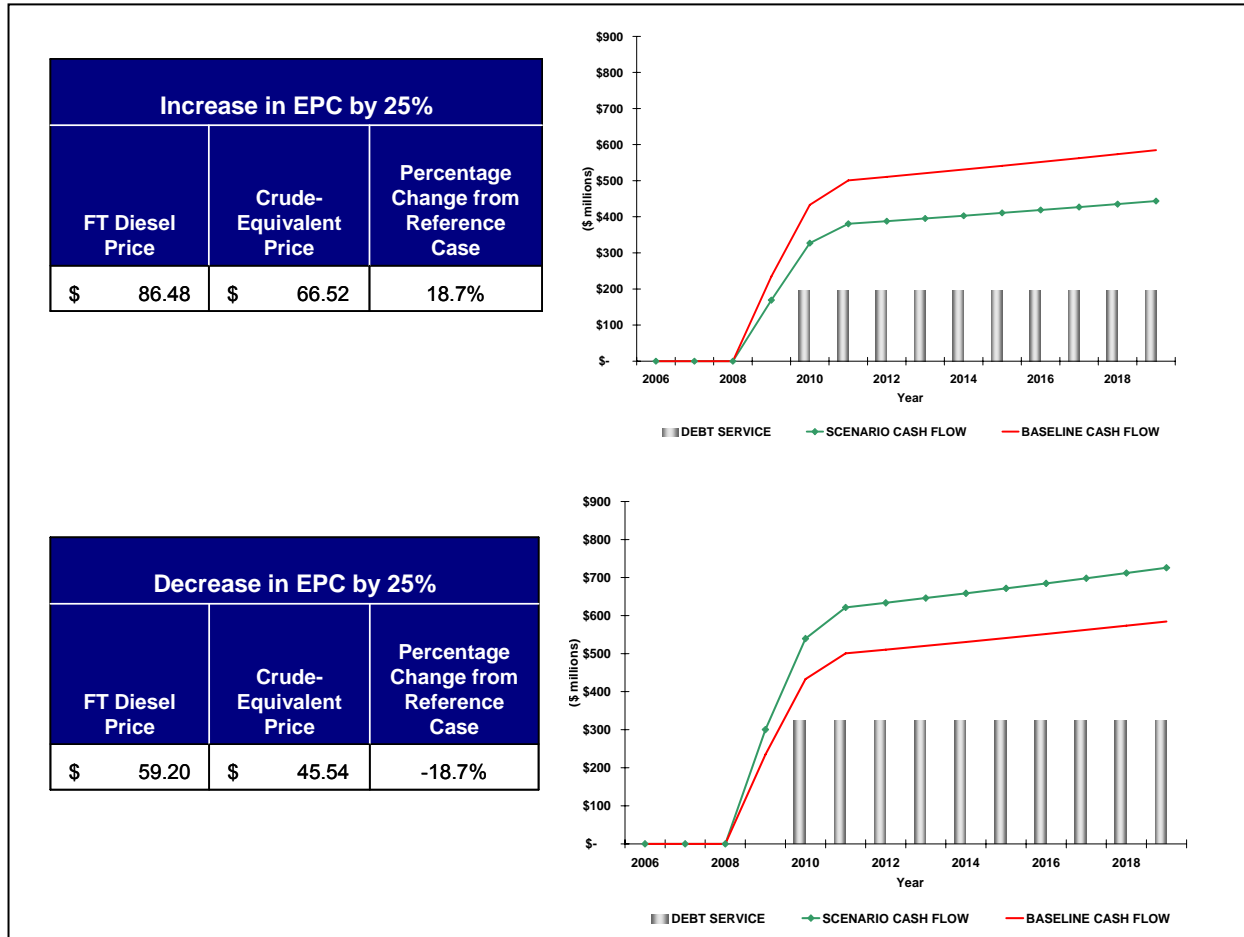 Increase in EPC by 25%
FT Diesel
Price
Crude-
Equivalent
Price
Percentage
Change from
Reference
Case
$ 86.48 $ 66.52 18.7%
$900
$800
$700
$600
$500
$400
$300
$200
$100
$-
($ millions)
2006 2008 2010 2012 2014 2016 2018
Year
DEBT SERVICE SCENARIO CASH FLOW BASELINE CASH FLOW
Decrease in EPC by 25%
FT Diesel
Price
Crude-
Equivalent
Price
Percentage
Change from
Reference
Case
$ 59.20 $ 45.54 -18.7%
$900
$800
$700
$600
$500
$400
$300
$200
$100
$-
($ millions)
2006 2008 2010 2012 2014 2016 2018
Year
DEBT SERVICE SCENARIO CASH FLOW BASELINE CASH FLOW